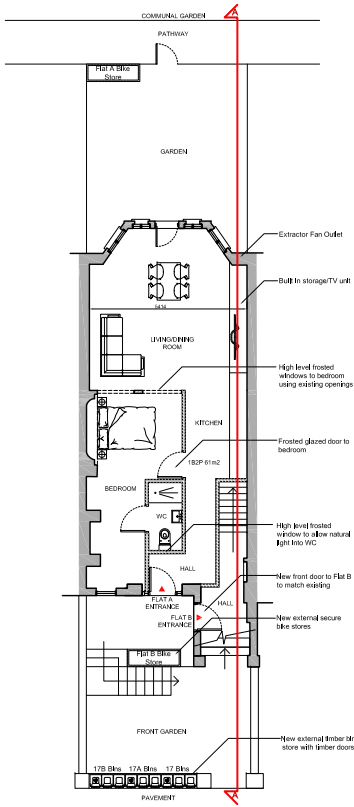 COMMUNAL GARDEN
A
PATHWAY
Flat A Bike
Store
GARDEN
Extractor Fan Outlet
Built in storage/TV unit
5414
LIVING/DINING
ROOM
High level frosted
windows to bedroom
using existing openings
KITCHEN
Frosted glazed door to
bedroom
1B2P 61m2
BEDROOM
WC
High level frosted
window to allow natural
light into WC
HALL
New front door to Flat B
to match existing
FLAT A
ENTRANCE
HALL
FLAT B
ENTRANCE
New external secure
bike stores
Flat B Bike
Store
FRONT GARDEN
New external timber bin
store with timber doors
17B Bins 17A Bins 17 Bins
A
PAVEMENT